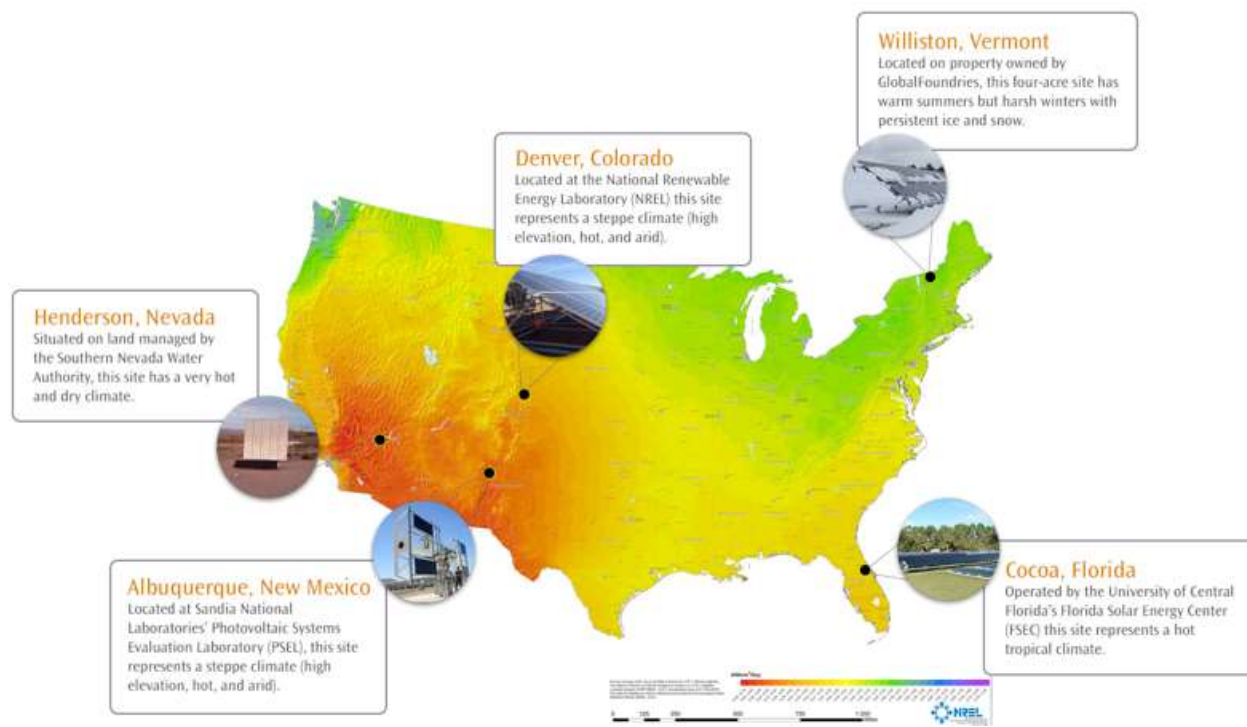 Williston, Vermont
Located on property owned by
GlobalFoundries, this four-acre site has
warm summers but harsh winters with
persistent ice and snow.
Denver, Colorado
Located at the National Renewable
Energy Laboratory (NREL) this site
represents a steppe climate (high
elevation, hot, and arid).
Henderson, Nevada
Situated on land managed by
the Southern Nevada Water
Authority, this site has a very hot
and dry climate.
Albuquerque, New Mexico
Located at Sandia National
Laboratories' Photovoltaic Systems
Evaluation Laboratory (PSEL), this site
represents a steppe climate (high
elevation, hot, and arid).
Cocoa, Florida
Operated by the University of Central
Florida's Florida Solar Energy Center
(FSEC) this site represents a hot
tropical climate.
NREL